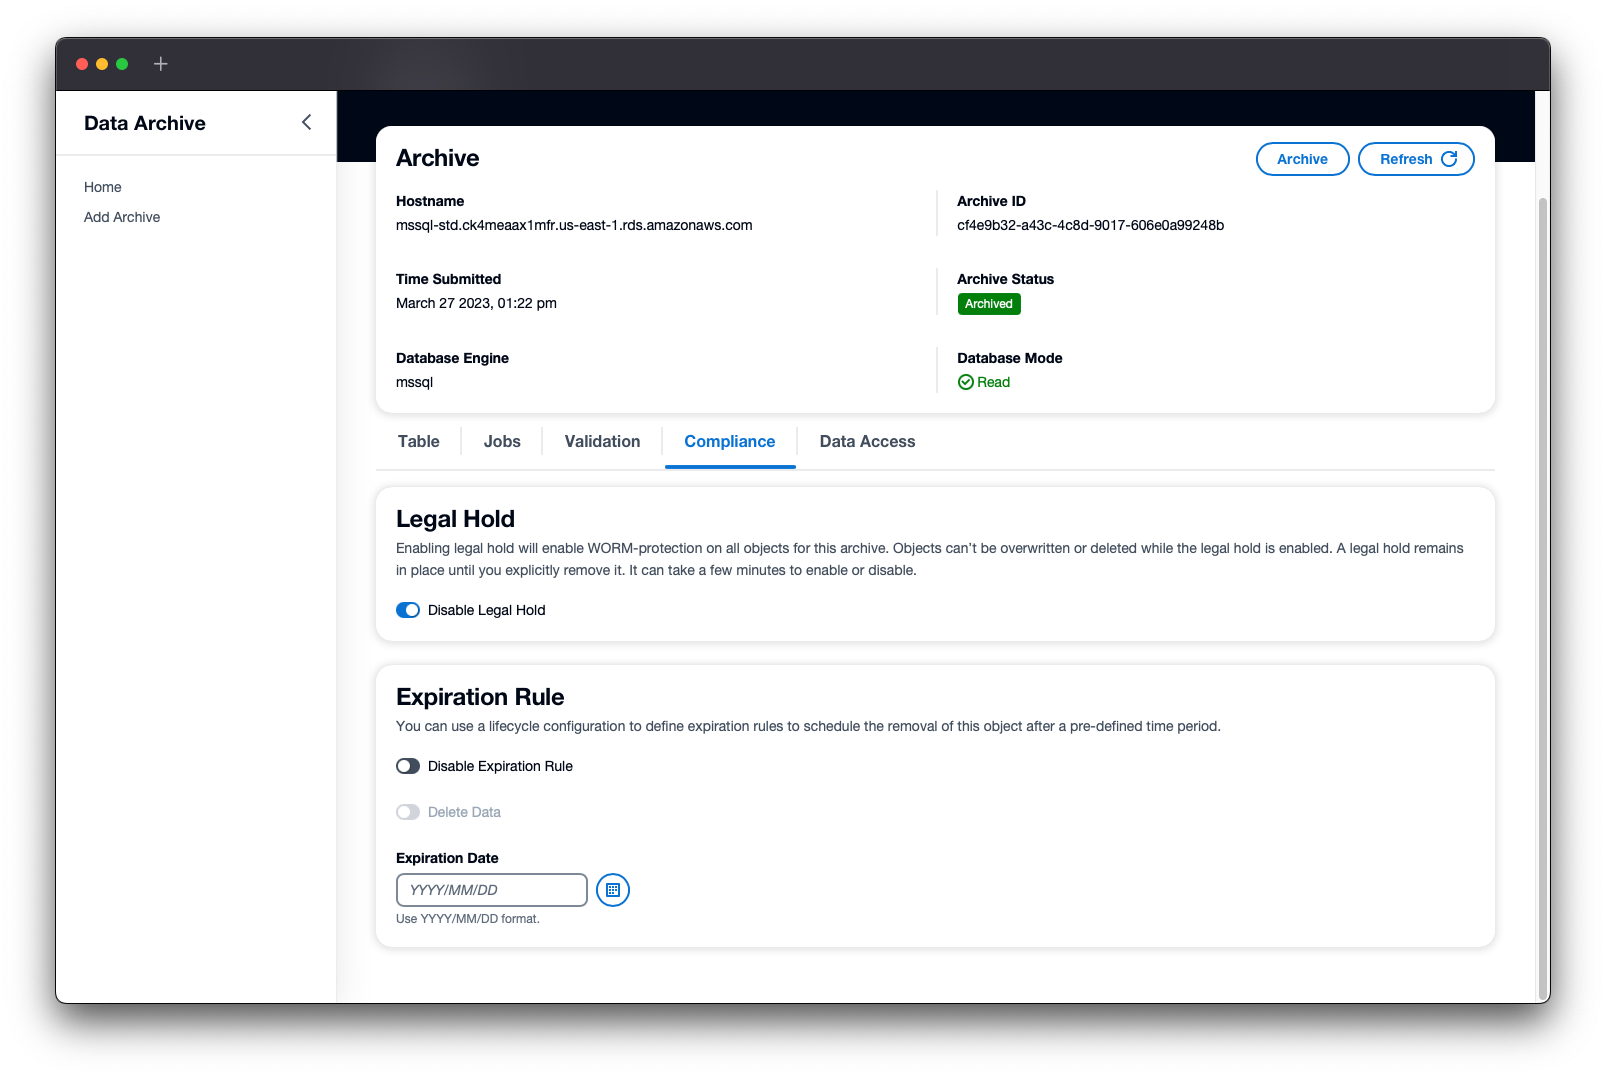 Data Archive
Home
Add Archive
Archive
Archive
Refresh
Hostname
mssql-std.ck4meaax1mfr.us-east-1.rds.amazonaws.com
Archive ID
cf4e9b32-a43c-4c8d-9017-606e0a99248b
Time Submitted
March 27 2023, 01:22 pm
Archive Status
Archived
Database Engine
mssql
Database Mode
Read
Table
Jobs
Validation
Compliance
Data Access
Legal Hold
Enabling legal hold will enable WORM-protection on all objects for this archive. Objects can’t be overwritten or deleted while the legal hold is enabled. A legal hold remains
in place until you explicitly remove it. It can take a few minutes to enable or disable.
Disable Legal Hold
Expiration Rule
You can use a lifecycle configuration to define expiration rules to schedule the removal of this object after a pre-defined time period.
Disable Expiration Rule
Delete Data
Expiration Date
YYYY/MM/DD
Use YYYY/MM/DD format.